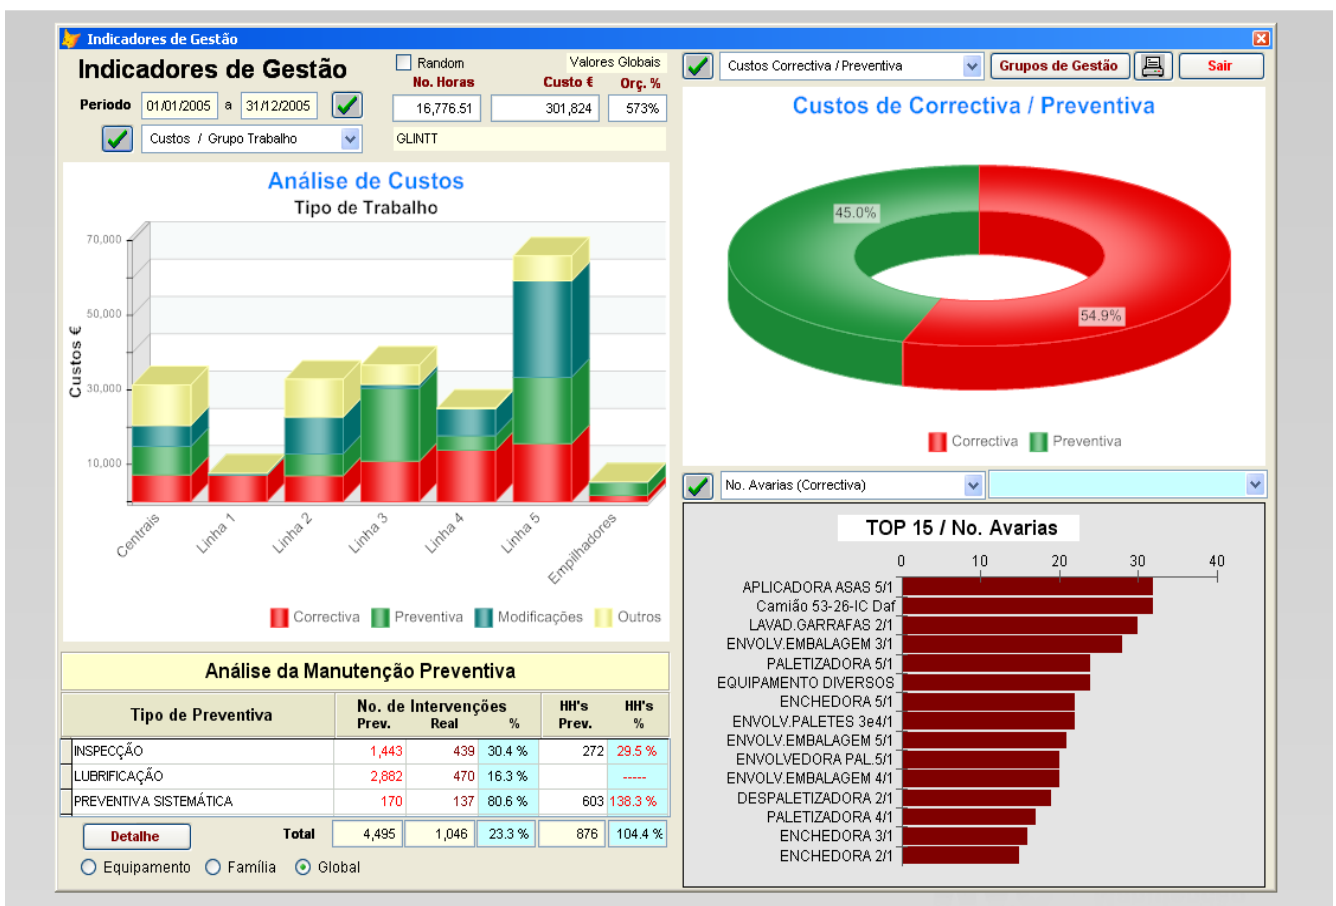 Indicadores de Gestão
Indicadores de Gestão
Random
Valores Globais
No. Horas
Custo €
Orç. %
Periodo
01/01/2005
a
31/12/2005
16,776.51
301,824
573%
Custos / Grupo Trabalho
GLINTT
Análise de Custos
Tipo de Trabalho
Custos €
70,000
50,000
30,000
10,000
Centrais
Linha 1
Linha 2
Linha 3
Linha 4
Linha 5
Empilhadores
Correctiva
Preventiva
Modificações
Outros
Análise da Manutenção Preventiva
Tipo de Preventiva
No. de Intervenções
HH's
HH's
Prev.
Real
%
Prev.
%
INSPECÇÃO 1,443 439 30.4 % 272 29.5 %
LUBRIFICAÇÃO 2,882 470 16.3 % -----
PREVENTIVA SISTEMÁTICA 170 137 80.6 % 603 138.3 %
Detalhe
Total 4,495 1,046 23.3 % 876 104.4 %
Equipamento
Família
Global
Custos Correctiva / Preventiva
Grupos de Gestão
Sair
Custos de Correctiva / Preventiva
45.0%
54.9%
Correctiva
Preventiva
No. Avarias (Correctiva)
TOP 15 / No. Avarias
0 10 20 30 40
APLICADORA ASAS 5/1
Camião 53-26-IC Daf
LAVAD.GARRAFAS 2/1
ENVOLV.EMBALAGEM 3/1
PALETIZADORA 5/1
EQUIPAMENTO DIVERSOS
ENCHEDORA 5/1
ENVOLV.PALETES 3e4/1
ENVOLV.EMBALAGEM 5/1
ENVOLVEDORA PAL.5/1
ENVOLV.EMBALAGEM 4/1
DESPALETIZADORA 2/1
PALETIZADORA 4/1
ENCHEDORA 3/1
ENCHEDORA 2/1